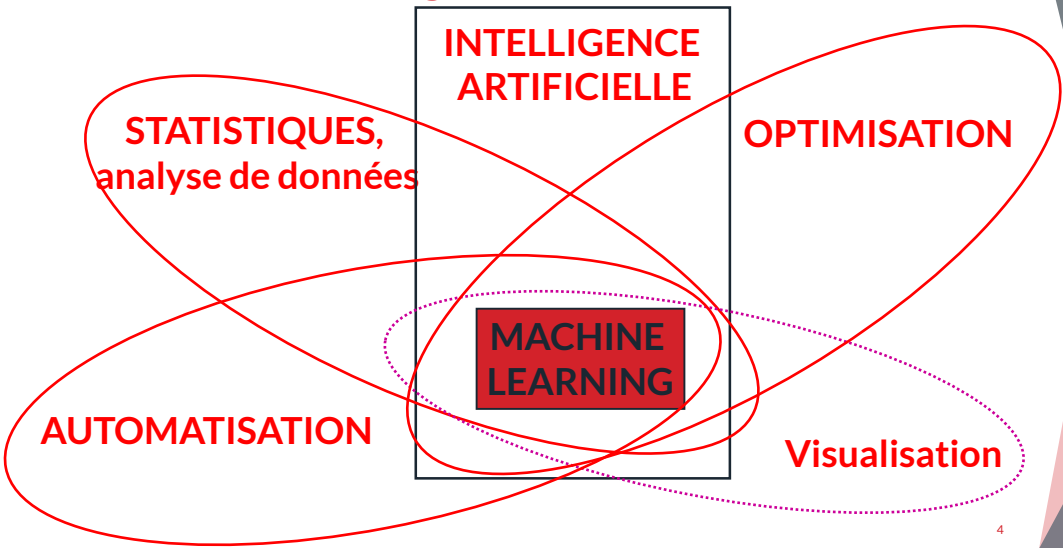 INTELLIGENCE
ARTIFICIELLE
STATISTIQUES,
analyse de données
OPTIMISATION
MACHINE
LEARNING
AUTOMATISATION
Visualisation
4